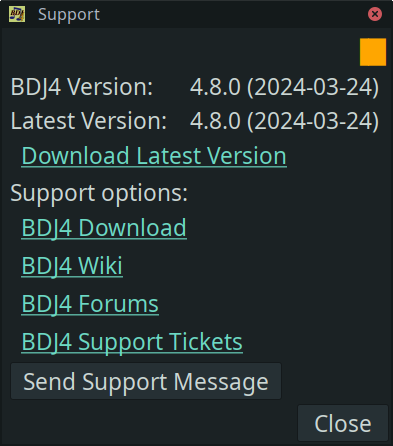 Support
BDJ4 Version: 4.8.0 (2024-03-24)
Latest Version: 4.8.0 (2024-03-24)
Download Latest Version
Support options:
BDJ4 Download
BDJ4 Wiki
BDJ4 Forums
BDJ4 Support Tickets
Send Support Message
Close